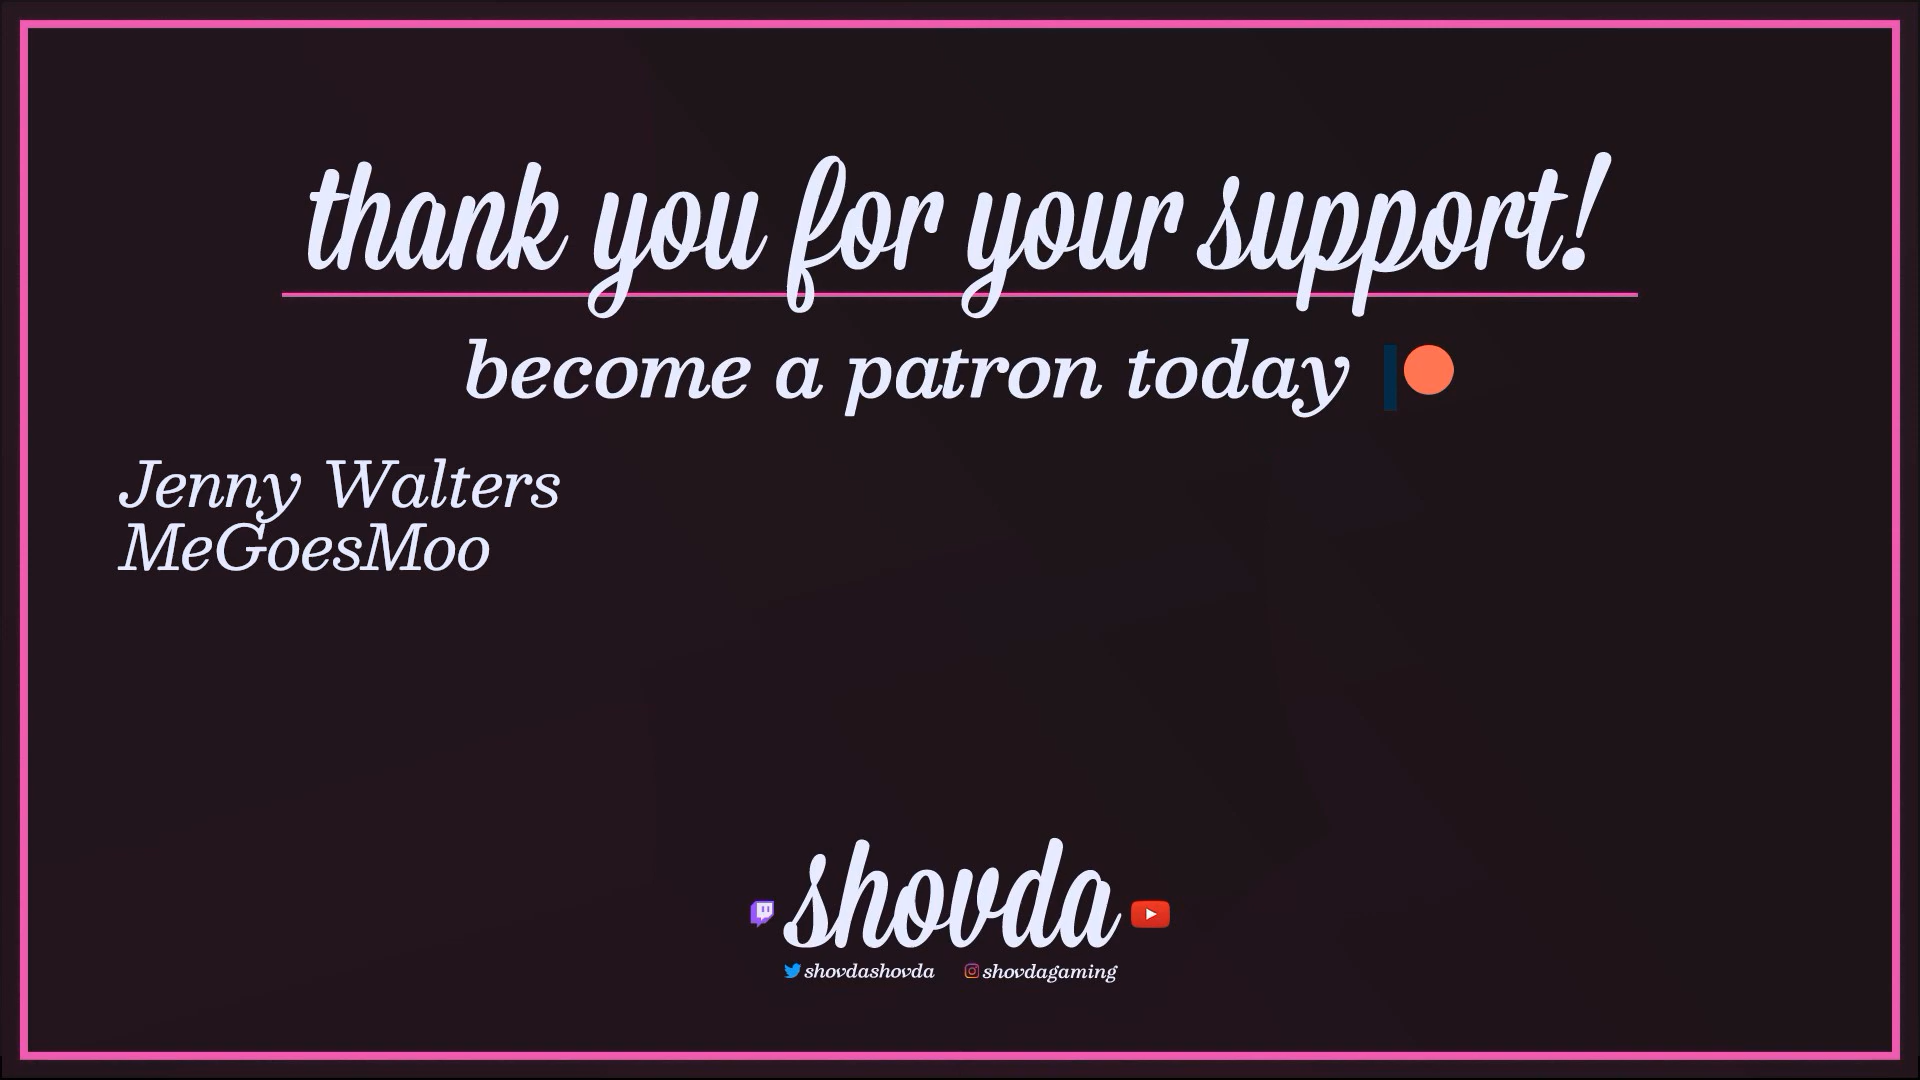 thank you for your support!
become a patron today
Jenny Walters
MeGoesMoo
shovda
shovdashovda shovdagaming